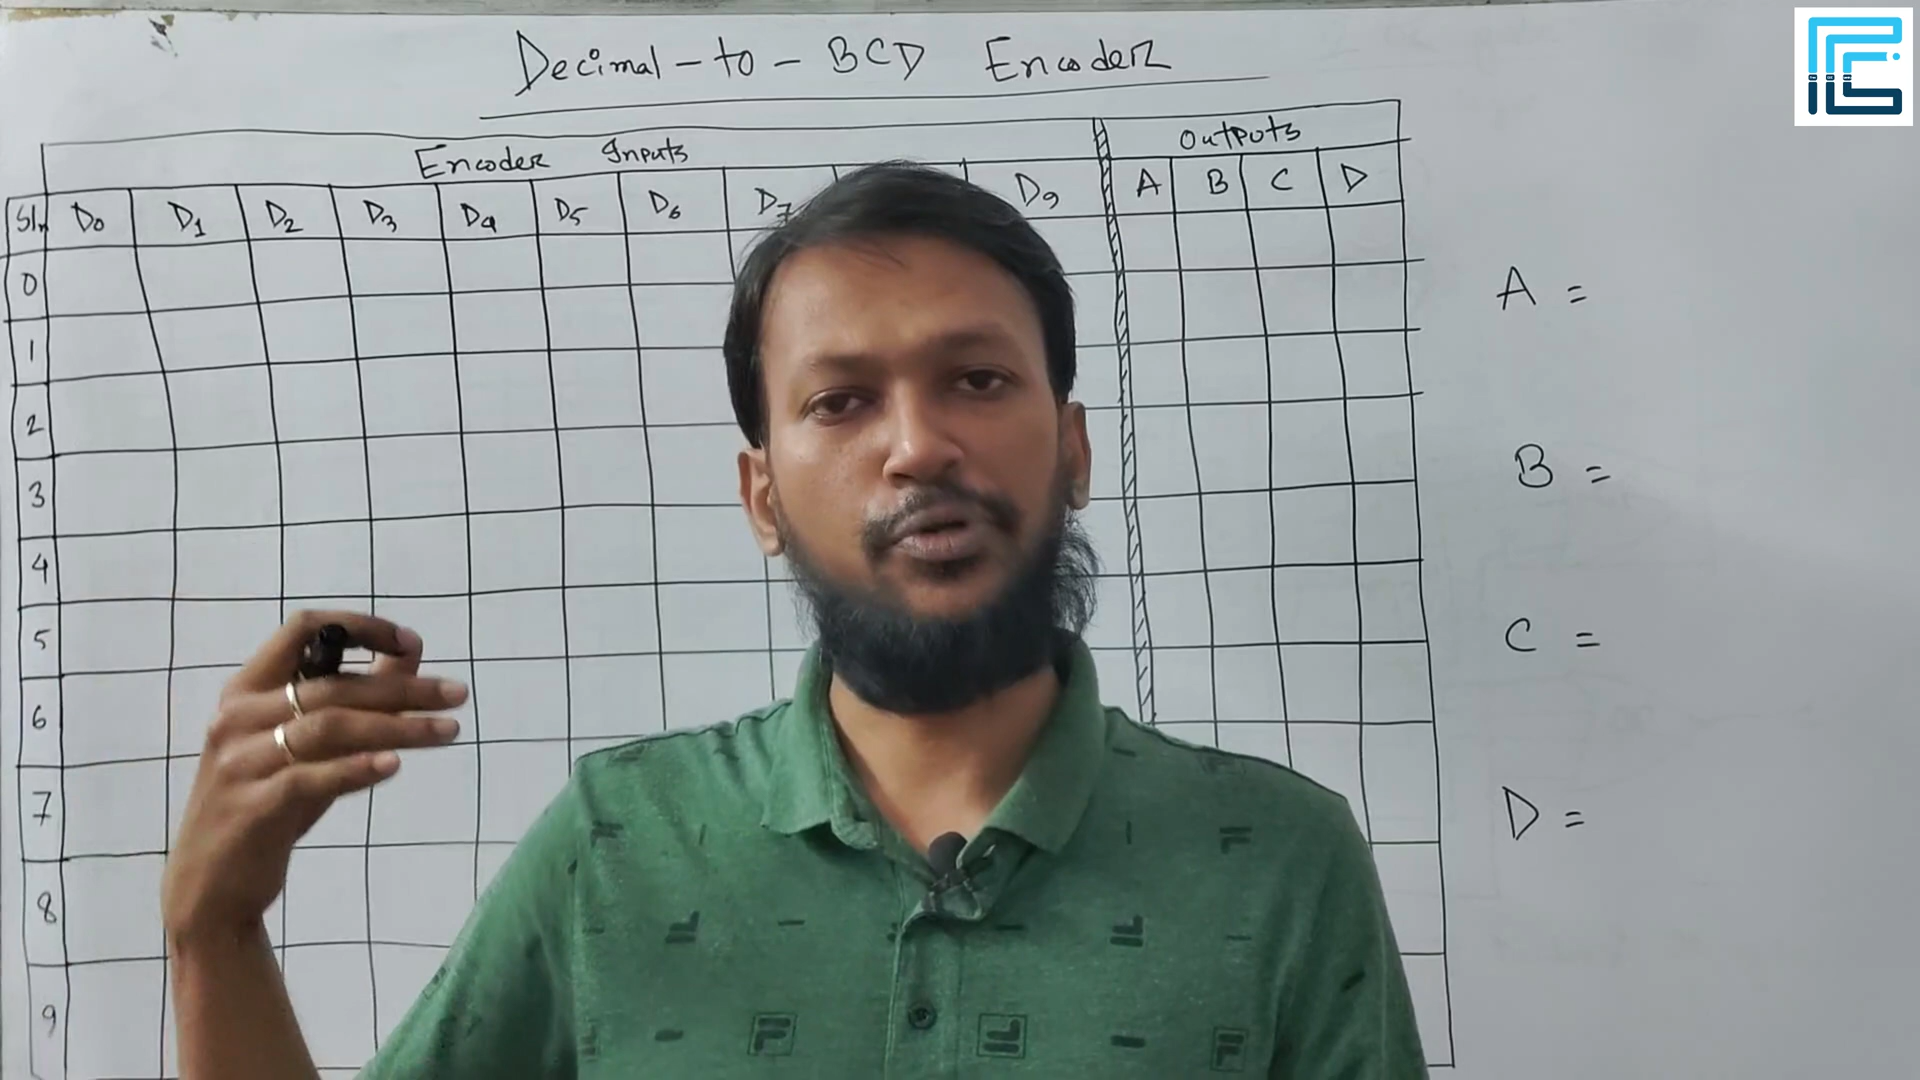 Decimal-to-BCD Encoder
Encoder Inputs Outputs
Sl. D0 D1 D2 D3 D4 D5 D6 D7 D9 A B C D
0
1
2
3
4
5
6
7
8
9
A =
B =
C =
D =